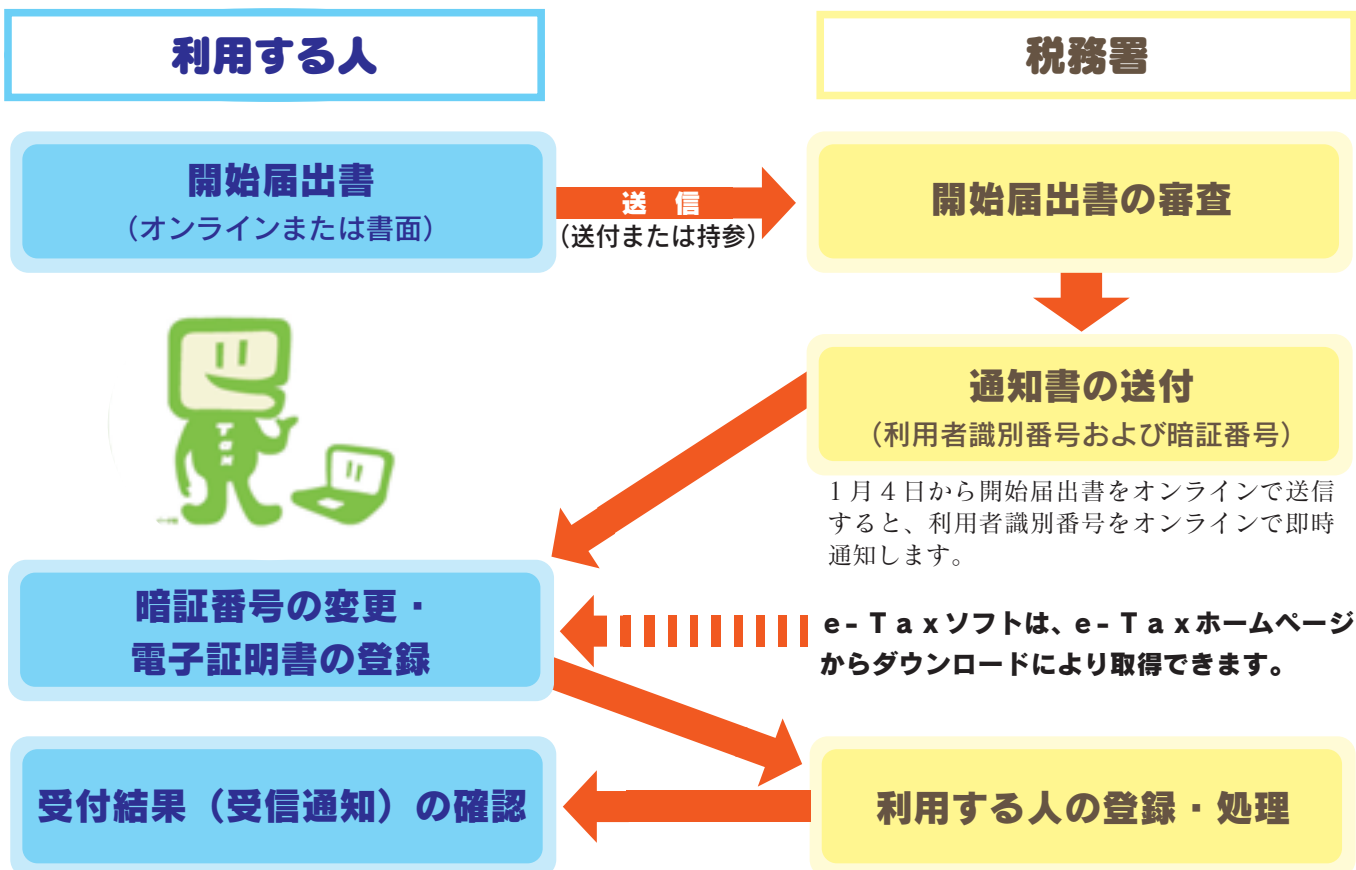 利用する人
税務署
開始届出書
（オンラインまたは書面）
送 信
（送付または持参）
開始届出書の審査
通知書の送付
（利用者識別番号および暗証番号）
1月4日から開始届出書をオンラインで送信
すると、利用者識別番号をオンラインで即時
通知します。
暗証番号の変更・
電子証明書の登録
e-Taxソフトは、e-Taxホームページ
からダウンロードにより取得できます。
受付結果（受信通知）の確認
利用する人の登録・処理